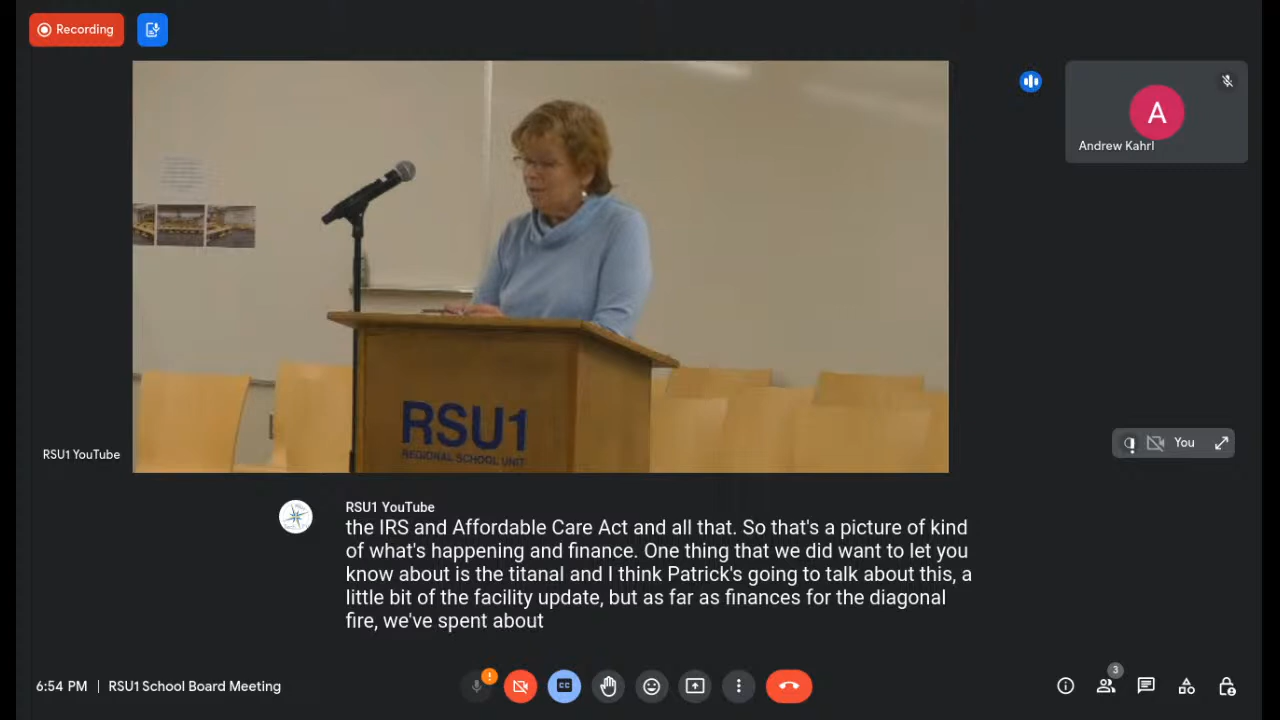 Recording
A
Andrew Kahrl
RSU1
REGIONAL SCHOOL UNIT
RSU1 YouTube
You
RSU1 YouTube
the IRS and Affordable Care Act and all that. So that's a picture of kind
of what's happening and finance. One thing that we did want to let you
know about is the titanal and I think Patrick's going to talk about this, a
little bit of the facility update, but as far as finances for the diagonal
fire, we've spent about
6:54 PM | RSU1 School Board Meeting
CC
3